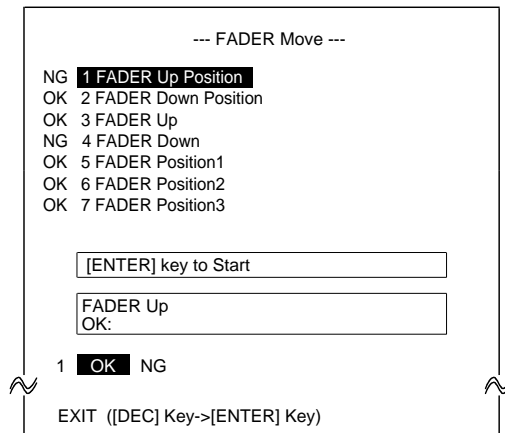 --- FADER Move ---
NG 1 FADER Up Position
OK 2 FADER Down Position
OK 3 FADER Up
NG 4 FADER Down
OK 5 FADER Position1
OK 6 FADER Position2
OK 7 FADER Position3
[ENTER] key to Start
FADER Up
OK:
1 OK NG
EXIT ([DEC] Key->[ENTER] Key)